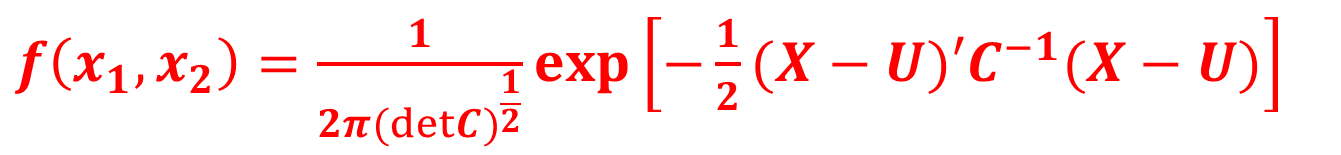 f(x₁, x₂) = 1/(2π(detC)^(1/2)) exp[−1/2 (X − U)′C⁻¹(X − U)]